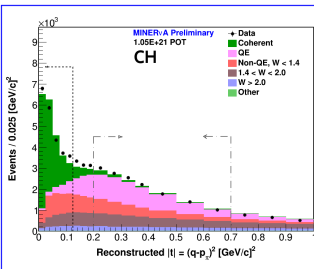 ×10³
MINERνA Preliminary
1.05E+21 POT
CH
Data
Coherent
QE
Non-QE, W < 1.4
1.4 < W < 2.0
W > 2.0
Other
Events / 0.025 [GeV/c]²
9
8
7
6
5
4
3
2
1
0
0 0.1 0.2 0.3 0.4 0.5 0.6 0.7 0.8 0.9 1
Reconstructed |t| = (q-pπ)² [GeV/c]²